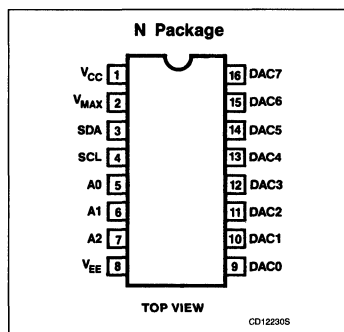 N Package
VCC 1 16 DAC7
VMAX 2 15 DAC6
SDA 3 14 DAC5
SCL 4 13 DAC4
A0 5 12 DAC3
A1 6 11 DAC2
A2 7 10 DAC1
VEE 8 9 DAC0
TOP VIEW
CD12230S